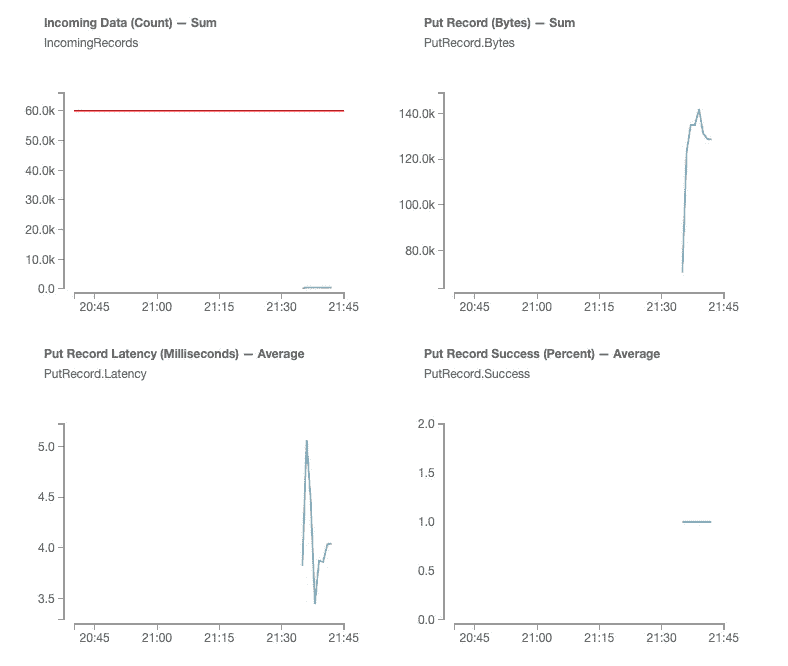 Incoming Data (Count) — Sum
IncomingRecords
60.0k
50.0k
40.0k
30.0k
20.0k
10.0k
0.0
20:45 21:00 21:15 21:30 21:45
Put Record (Bytes) — Sum
PutRecord.Bytes
140.0k
120.0k
100.0k
80.0k
20:45 21:00 21:15 21:30 21:45
Put Record Latency (Milliseconds) — Average
PutRecord.Latency
5.0
4.5
4.0
3.5
20:45 21:00 21:15 21:30 21:45
Put Record Success (Percent) — Average
PutRecord.Success
2.0
1.5
1.0
0.5
0.0
20:45 21:00 21:15 21:30 21:45